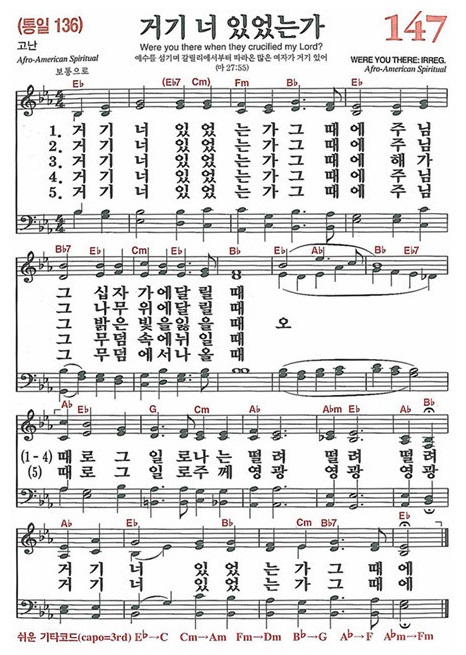 (통일 136)
고난
Afro-American Spiritual
보통으로
거기 너 있었는가
Were you there when they crucified my Lord?
예수를 섬기며 갈릴리에서부터 따라온 많은 여자가 거기 있어
(마 27:55)
147
WERE YOU THERE: IRREG.
Afro-American Spiritual
E♭ (E♭7 Cm) Fm B♭ E♭
1. 거 기 너 있 었 는 가 그 때 에 주 님
2. 거 기 너 있 었 는 가 그 때 에 주 님
3. 거 기 너 있 었 는 가 그 때 에 해 가
4. 거 기 너 있 었 는 가 그 때 에 주 님
5. 거 기 너 있 었 는 가 그 때 에 주 님
B♭7 E♭ Cm E♭ B♭ E♭ A♭ B♭ E♭7
그 십 자 가 에 달 릴 때
그 나 무 위 에 달 릴 때
그 밝 은 빛 을 잃 을 때 오
그 무 덤 속 에 뉘 일 때
그 무 덤 에 서 나 올 때
A♭ E♭ G Cm A♭ A♭m E♭ A♭ B♭
(1-4) 때 로 그 일 로 나 는 떨 려 떨 려 떨 려
(5) 때 로 그 일 로 주 께 영 광 영 광 영 광
A♭ E♭ Fm Cm B♭7 E♭
거 기 너 있 었 는 가 그 때 에
거 기 너 있 었 는 가 그 때 에
쉬운 기타코드(capo=3rd) E♭→C Cm→Am Fm→Dm B♭→G A♭→F A♭m→Fm